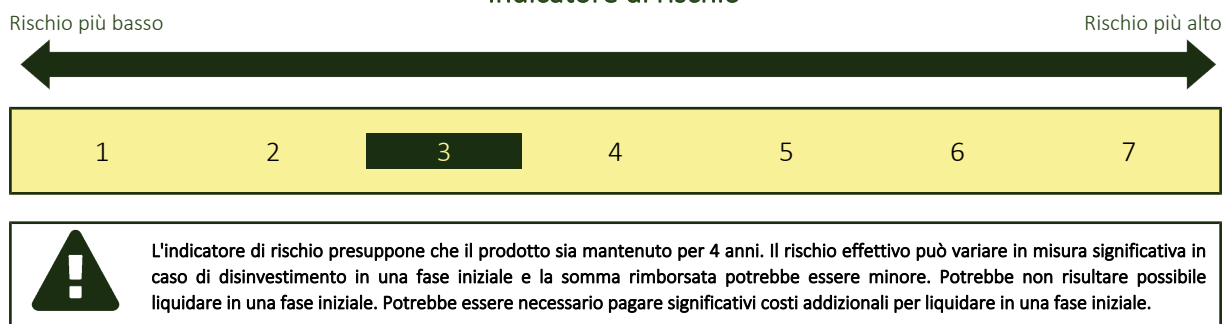 Indicatore di rischio
Rischio più basso Rischio più alto
1 2 3 4 5 6 7
L'indicatore di rischio presuppone che il prodotto sia mantenuto per 4 anni. Il rischio effettivo può variare in misura significativa in
caso di disinvestimento in una fase iniziale e la somma rimborsata potrebbe essere minore. Potrebbe non risultare possibile
liquidare in una fase iniziale. Potrebbe essere necessario pagare significativi costi addizionali per liquidare in una fase iniziale.